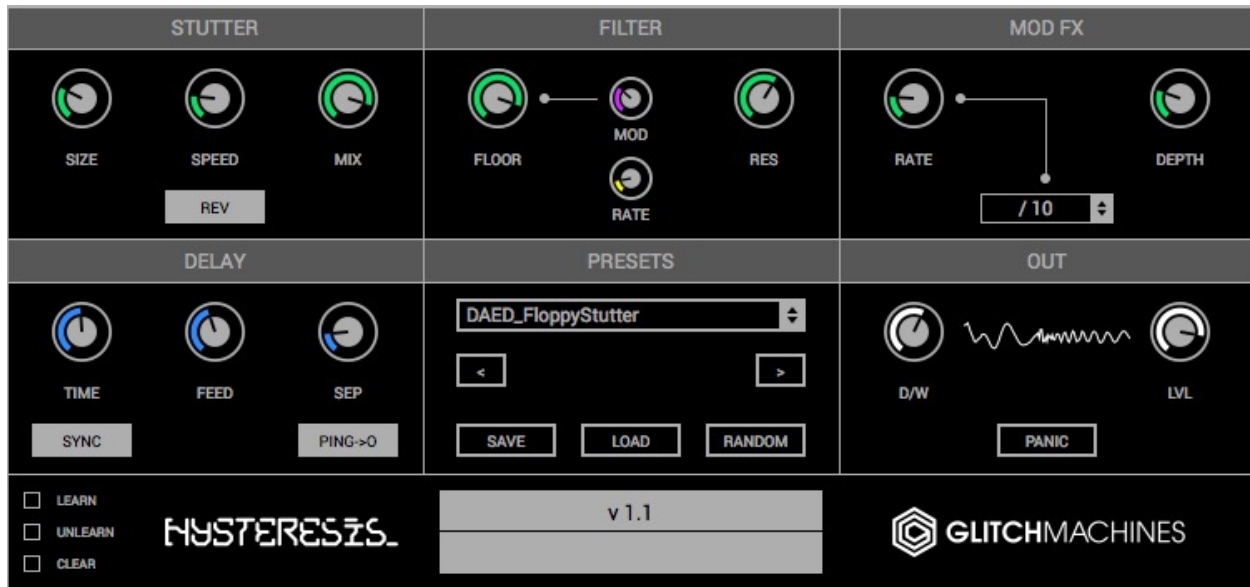 STUTTER FILTER MOD FX
SIZE SPEED MIX FLOOR MOD RES RATE DEPTH
REV RATE / 10
DELAY PRESETS OUT
DAED_FloppyStutter
< >
TIME FEED SEP D/W LVL
SYNC PING->O SAVE LOAD RANDOM PANIC
LEARN
UNLEARN
CLEAR
HYSTERESIS_
v 1.1
GLITCHMACHINES